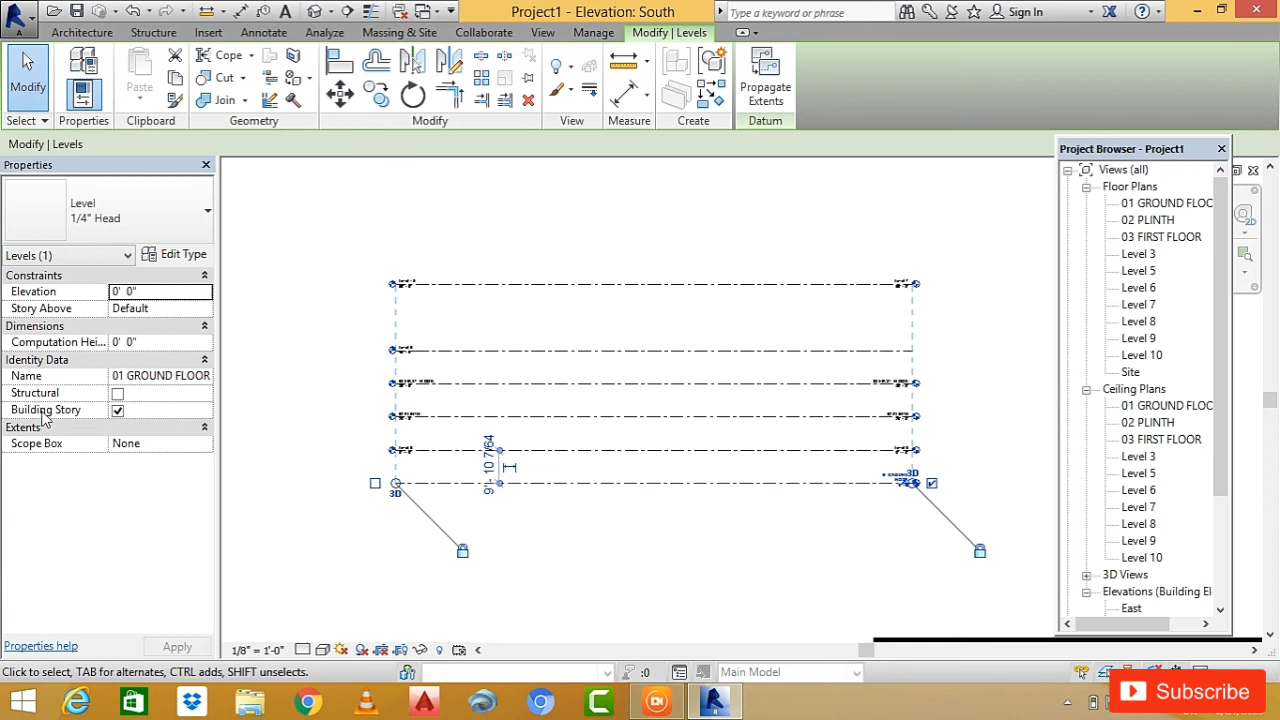 Project1 - Elevation: South
Type a keyword or phrase
Sign In
Architecture Structure Insert Annotate Analyze Massing & Site Collaborate View Manage Modify | Levels
Modify
Paste
Cope
Cut
Join
Properties
Propagate
Extents
Select Properties Clipboard Geometry Modify View Measure Create Datum
Modify | Levels
Properties
Level
1/4" Head
Levels (1)
Edit Type
Constraints
Elevation 0' 0"
Story Above Default
Dimensions
Computation Hei... 0' 0"
Identity Data
Name 01 GROUND FLOOR
Structural
Building Story
Extents
Scope Box None
Properties help
Apply
9' - 10 7/64
3D
3D
Project Browser - Project1
Views (all)
Floor Plans
01 GROUND FLOC
02 PLINTH
03 FIRST FLOOR
Level 3
Level 5
Level 6
Level 7
Level 8
Level 9
Level 10
Site
Ceiling Plans
01 GROUND FLOC
02 PLINTH
03 FIRST FLOOR
Level 3
Level 5
Level 6
Level 7
Level 8
Level 9
Level 10
3D Views
Elevations (Building El
East
2D
1/8" = 1'-0"
Click to select, TAB for alternates, CTRL adds, SHIFT unselects.
:0
Main Model
Subscribe